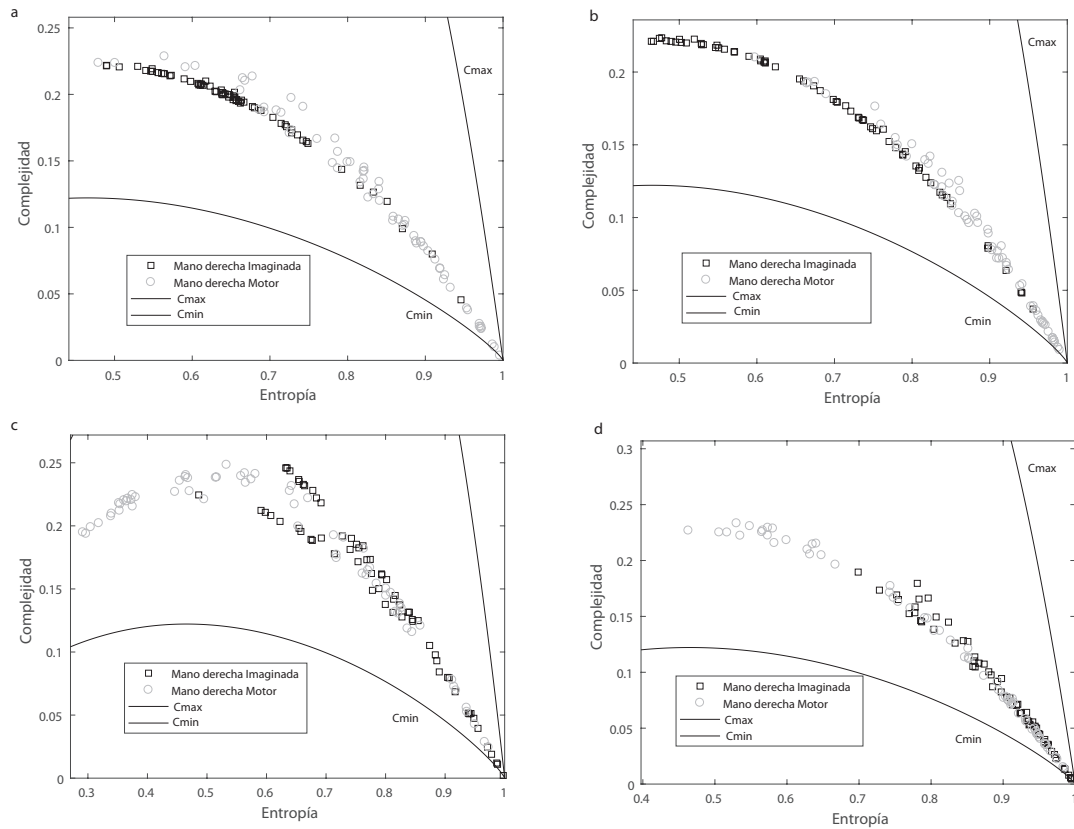 a
0.25
0.2
0.15
0.1
0.05
0
Complejidad
Cmax
Cmin
Mano derecha Imaginada
Mano derecha Motor
Cmax
Cmin
0.5 0.6 0.7 0.8 0.9 1
Entropía
b
0.2
0.15
0.1
0.05
0
Complejidad
Cmax
Cmin
Mano derecha Imaginada
Mano derecha Motor
Cmax
Cmin
0.5 0.6 0.7 0.8 0.9 1
Entropía
c
0.25
0.2
0.15
0.1
0.05
0
Complejidad
Cmax
Cmin
Mano derecha Imaginada
Mano derecha Motor
Cmax
Cmin
0.3 0.4 0.5 0.6 0.7 0.8 0.9 1
Entropía
d
0.3
0.25
0.2
0.15
0.1
0.05
0
Complejidad
Cmax
Cmin
Mano derecha Imaginada
Mano derecha Motor
Cmax
Cmin
0.4 0.5 0.6 0.7 0.8 0.9 1
Entropía